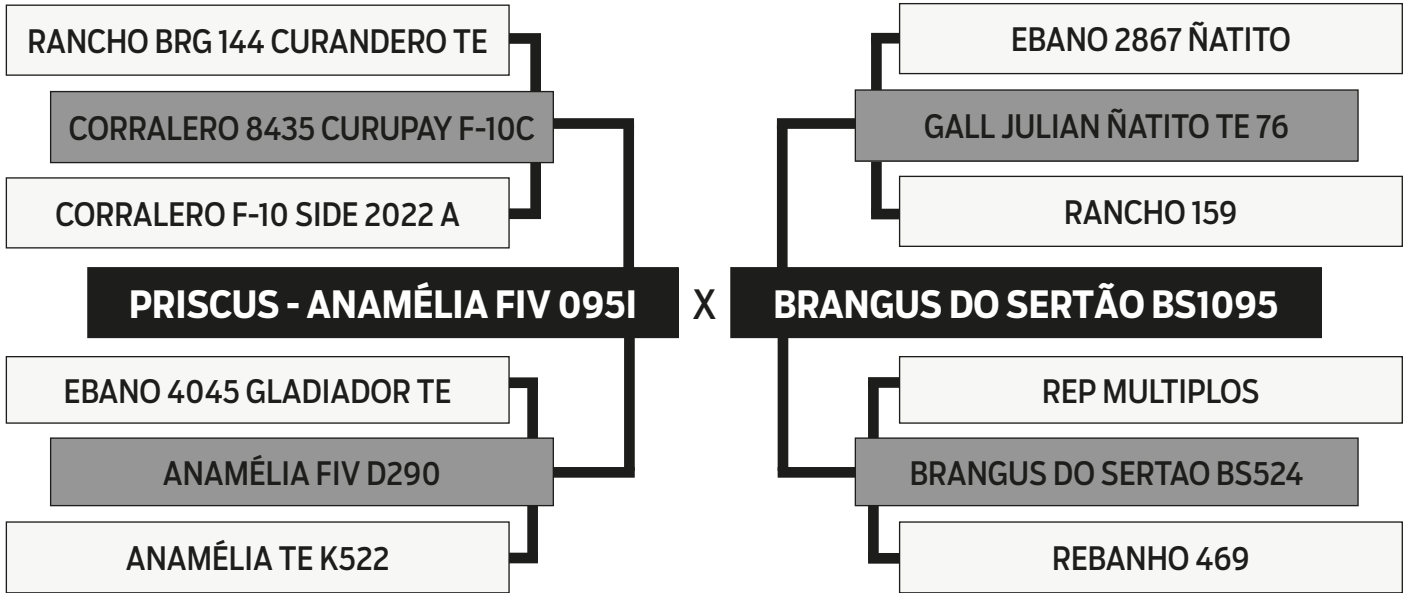 RANCHO BRG 144 CURANDERO TE
EBANO 2867 ÑATITO
CORRALERO 8435 CURUPAY F-10C
GALL JULIAN ÑATITO TE 76
CORRALERO F-10 SIDE 2022 A
RANCHO 159
PRISCUS - ANAMÉLIA FIV 095I X BRANGUS DO SERTÃO BS1095
EBANO 4045 GLADIADOR TE
REP MULTIPLOS
ANAMÉLIA FIV D290
BRANGUS DO SERTAO BS524
ANAMÉLIA TE K522
REBANHO 469